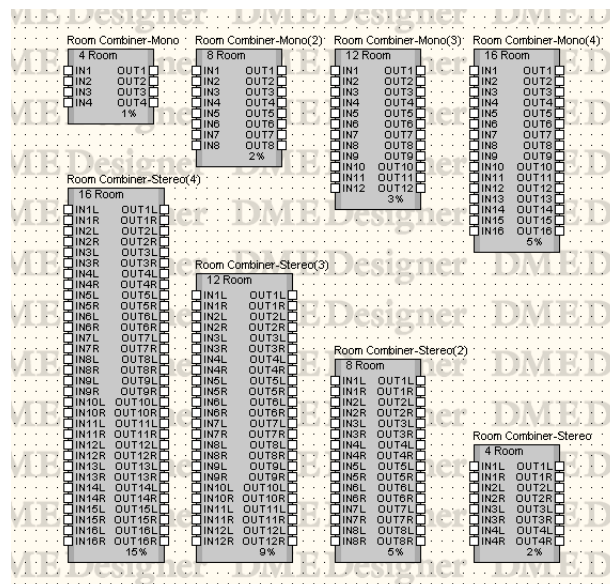 Room Combiner-Mono
4 Room
IN1 OUT1
IN2 OUT2
IN3 OUT3
IN4 OUT4
1%
Room Combiner-Mono(2)
8 Room
IN1 OUT1
IN2 OUT2
IN3 OUT3
IN4 OUT4
IN5 OUT5
IN6 OUT6
IN7 OUT7
IN8 OUT8
2%
Room Combiner-Mono(3)
12 Room
IN1 OUT1
IN2 OUT2
IN3 OUT3
IN4 OUT4
IN5 OUT5
IN6 OUT6
IN7 OUT7
IN8 OUT8
IN9 OUT9
IN10 OUT10
IN11 OUT11
IN12 OUT12
3%
Room Combiner-Mono(4)
16 Room
IN1 OUT1
IN2 OUT2
IN3 OUT3
IN4 OUT4
IN5 OUT5
IN6 OUT6
IN7 OUT7
IN8 OUT8
IN9 OUT9
IN10 OUT10
IN11 OUT11
IN12 OUT12
IN13 OUT13
IN14 OUT14
IN15 OUT15
IN16 OUT16
5%
Room Combiner-Stereo(4)
16 Room
IN1L OUT1L
IN1R OUT1R
IN2L OUT2L
IN2R OUT2R
IN3L OUT3L
IN3R OUT3R
IN4L OUT4L
IN4R OUT4R
IN5L OUT5L
IN5R OUT5R
IN6L OUT6L
IN6R OUT6R
IN7L OUT7L
IN7R OUT7R
IN8L OUT8L
IN8R OUT8R
IN9L OUT9L
IN9R OUT9R
IN10L OUT10L
IN10R OUT10R
IN11L OUT11L
IN11R OUT11R
IN12L OUT12L
IN12R OUT12R
IN13L OUT13L
IN13R OUT13R
IN14L OUT14L
IN14R OUT14R
IN15L OUT15L
IN15R OUT15R
IN16L OUT16L
IN16R OUT16R
15%
Room Combiner-Stereo(3)
12 Room
IN1L OUT1L
IN1R OUT1R
IN2L OUT2L
IN2R OUT2R
IN3L OUT3L
IN3R OUT3R
IN4L OUT4L
IN4R OUT4R
IN5L OUT5L
IN5R OUT5R
IN6L OUT6L
IN6R OUT6R
IN7L OUT7L
IN7R OUT7R
IN8L OUT8L
IN8R OUT8R
IN9L OUT9L
IN9R OUT9R
IN10L OUT10L
IN10R OUT10R
IN11L OUT11L
IN11R OUT11R
IN12L OUT12L
IN12R OUT12R
9%
Room Combiner-Stereo(2)
8 Room
IN1L OUT1L
IN1R OUT1R
IN2L OUT2L
IN2R OUT2R
IN3L OUT3L
IN3R OUT3R
IN4L OUT4L
IN4R OUT4R
IN5L OUT5L
IN5R OUT5R
IN6L OUT6L
IN6R OUT6R
IN7L OUT7L
IN7R OUT7R
IN8L OUT8L
IN8R OUT8R
5%
Room Combiner-Stereo
4 Room
IN1L OUT1L
IN1R OUT1R
IN2L OUT2L
IN2R OUT2R
IN3L OUT3L
IN3R OUT3R
IN4L OUT4L
IN4R OUT4R
2%
DME Designer